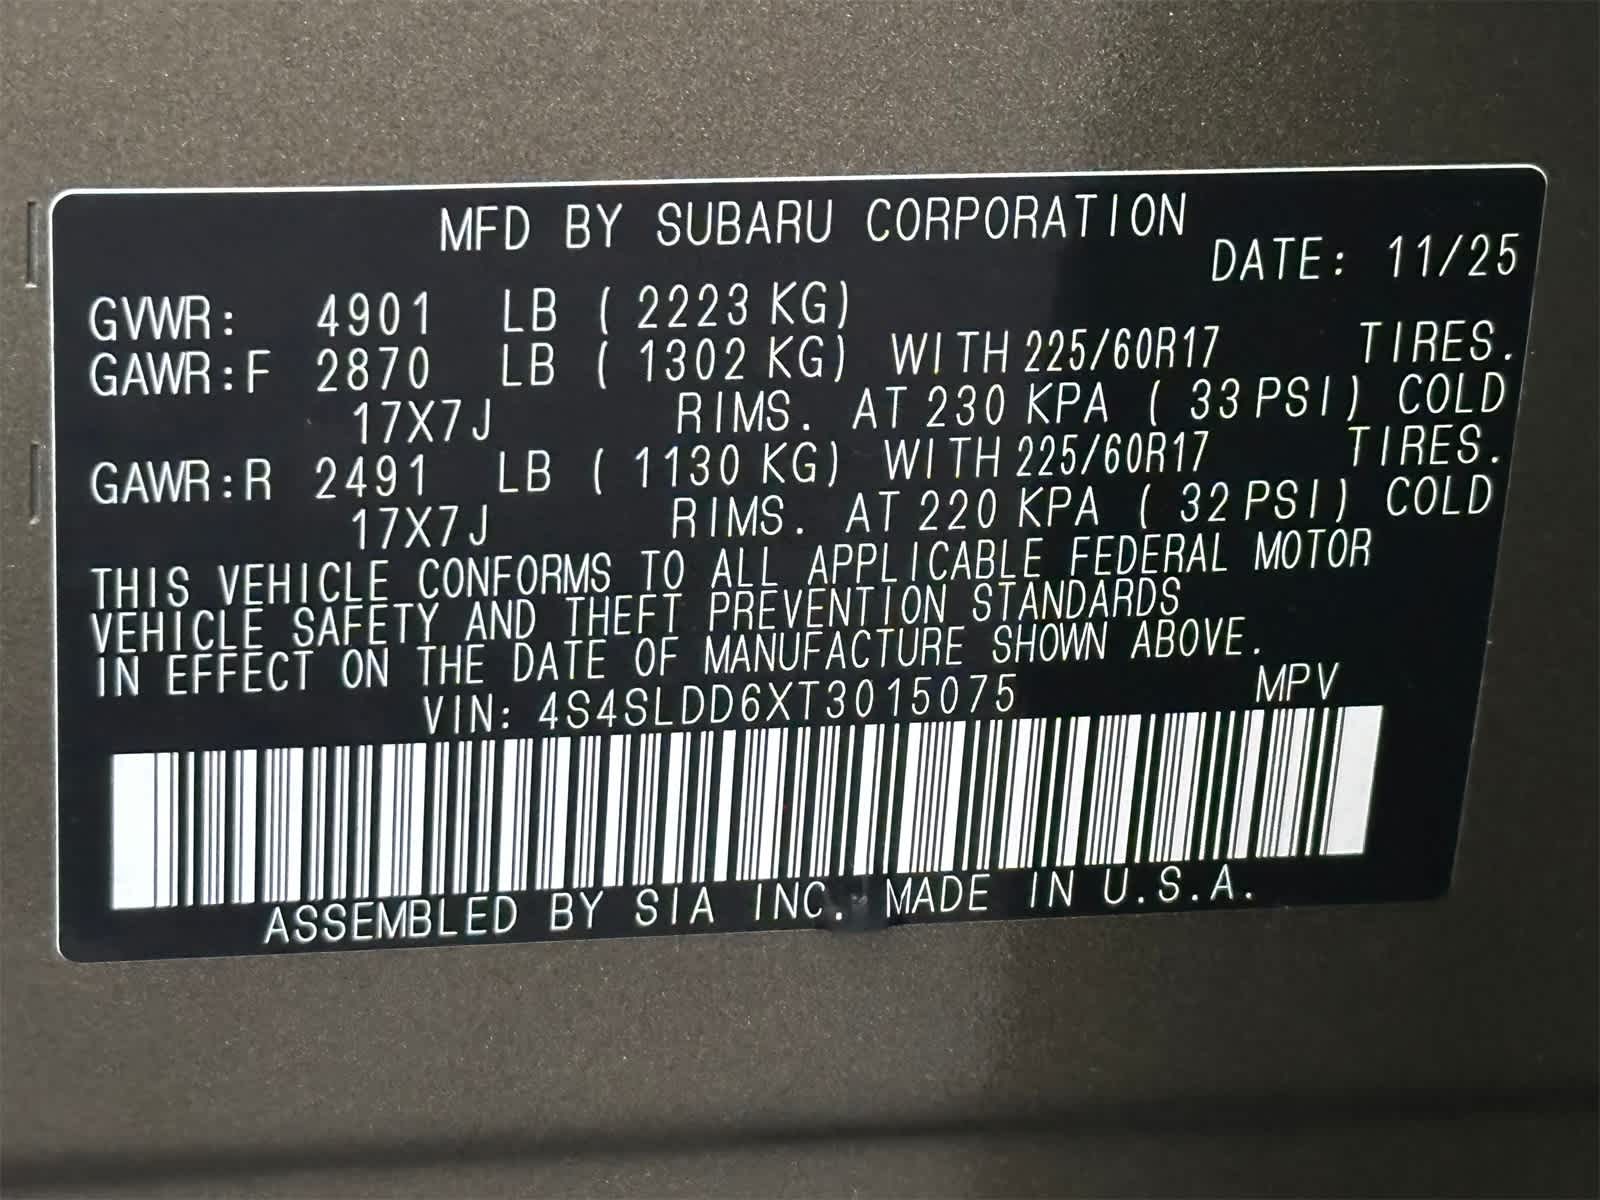 MFD BY SUBARU CORPORATION
DATE: 11/25
GVWR: 4901 LB ( 2223 KG)
GAWR:F 2870 LB ( 1302 KG) WITH 225/60R17 TIRES.
17X7J RIMS. AT 230 KPA ( 33 PSI) COLD
GAWR:R 2491 LB ( 1130 KG) WITH 225/60R17 TIRES.
17X7J RIMS. AT 220 KPA ( 32 PSI) COLD
THIS VEHICLE CONFORMS TO ALL APPLICABLE FEDERAL MOTOR
VEHICLE SAFETY AND THEFT PREVENTION STANDARDS
IN EFFECT ON THE DATE OF MANUFACTURE SHOWN ABOVE.
VIN: 4S4SLDD6XT3015075 MPV
ASSEMBLED BY SIA INC. MADE IN U.S.A.